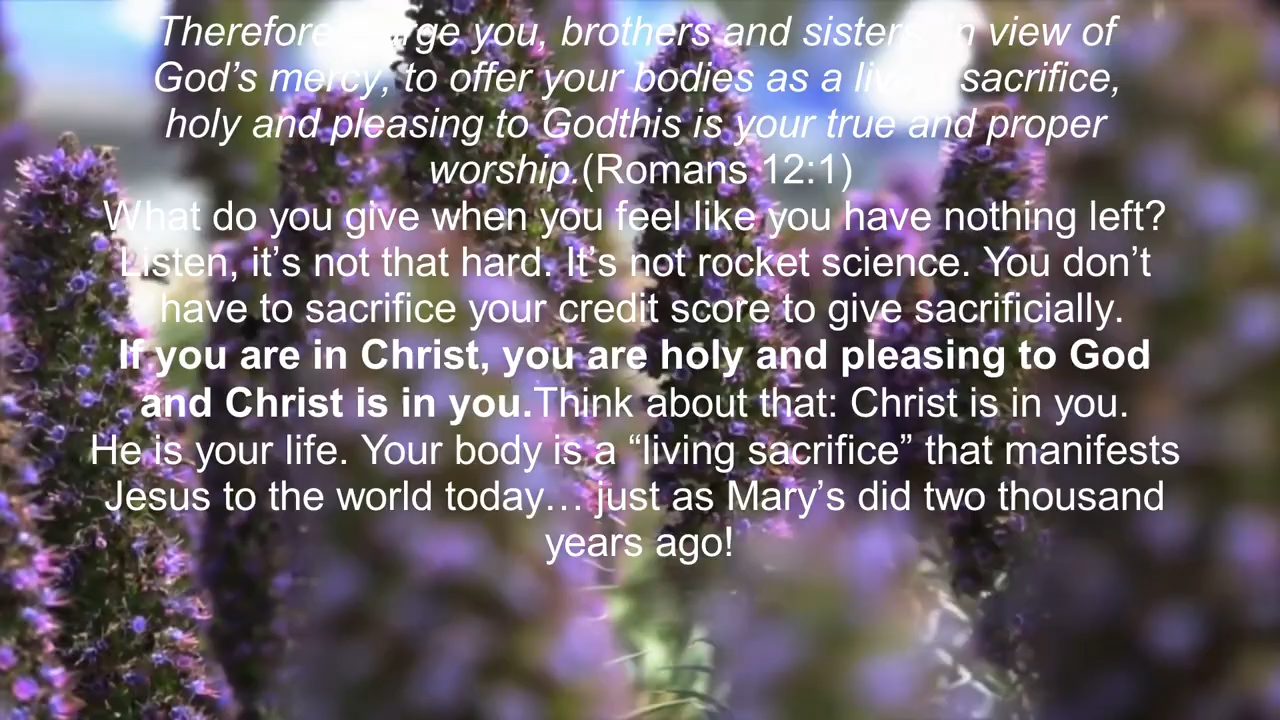 Therefore, I urge you, brothers and sisters, in view of
God’s mercy, to offer your bodies as a living sacrifice,
holy and pleasing to Godthis is your true and proper
worship.(Romans 12:1)
What do you give when you feel like you have nothing left?
Listen, it’s not that hard. It’s not rocket science. You don’t
have to sacrifice your credit score to give sacrificially.
If you are in Christ, you are holy and pleasing to God
and Christ is in you.Think about that: Christ is in you.
He is your life. Your body is a “living sacrifice” that manifests
Jesus to the world today… just as Mary’s did two thousand
years ago!